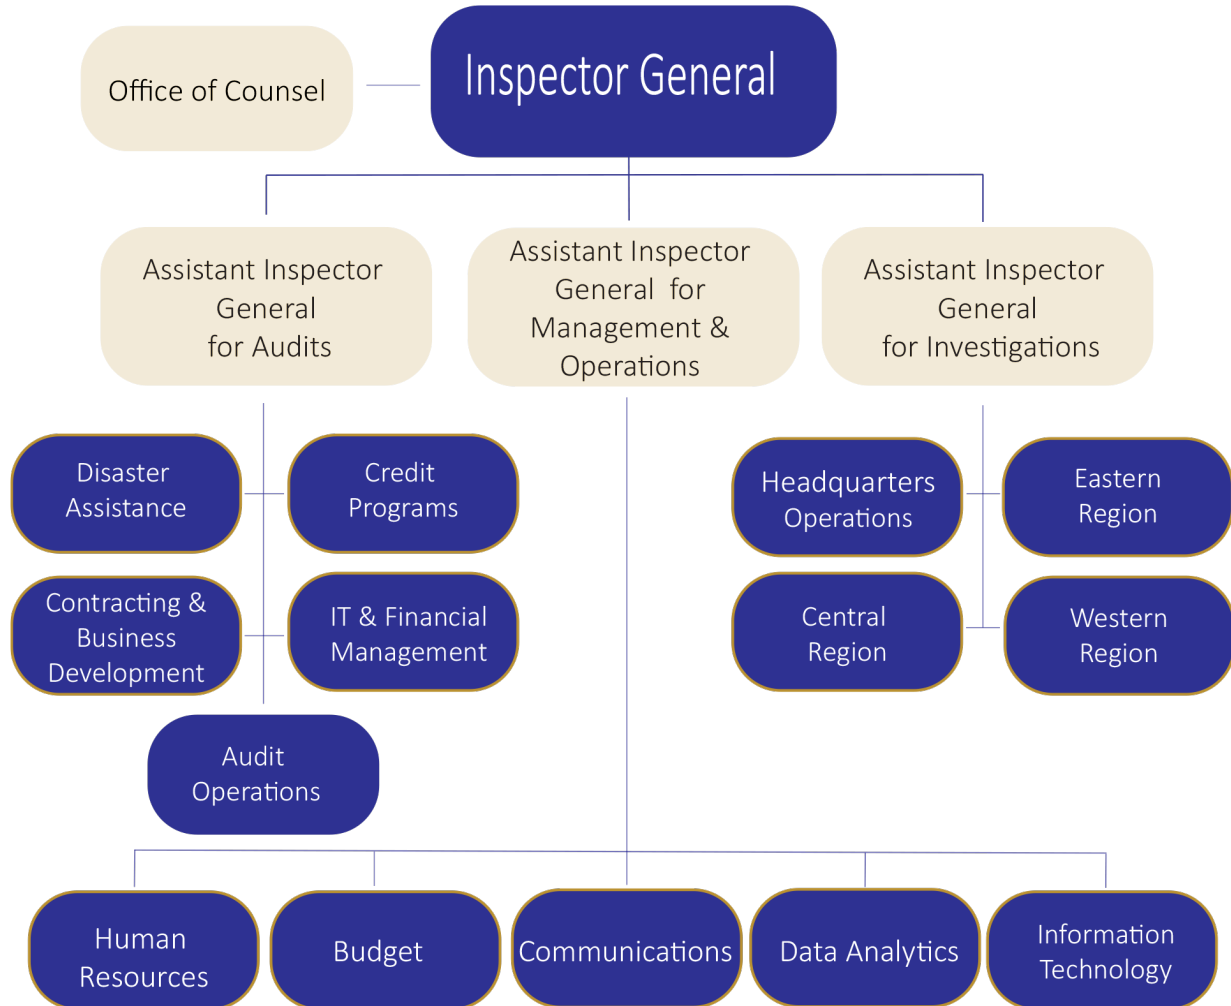 Office of Counsel
Inspector General
Assistant Inspector
General
for Audits
Assistant Inspector
General for
Management &
Operations
Assistant Inspector
General
for Investigations
Disaster
Assistance
Credit
Programs
Headquarters
Operations
Eastern
Region
Contracting &
Business
Development
IT & Financial
Management
Central
Region
Western
Region
Audit
Operations
Human
Resources
Budget
Communications
Data Analytics
Information
Technology